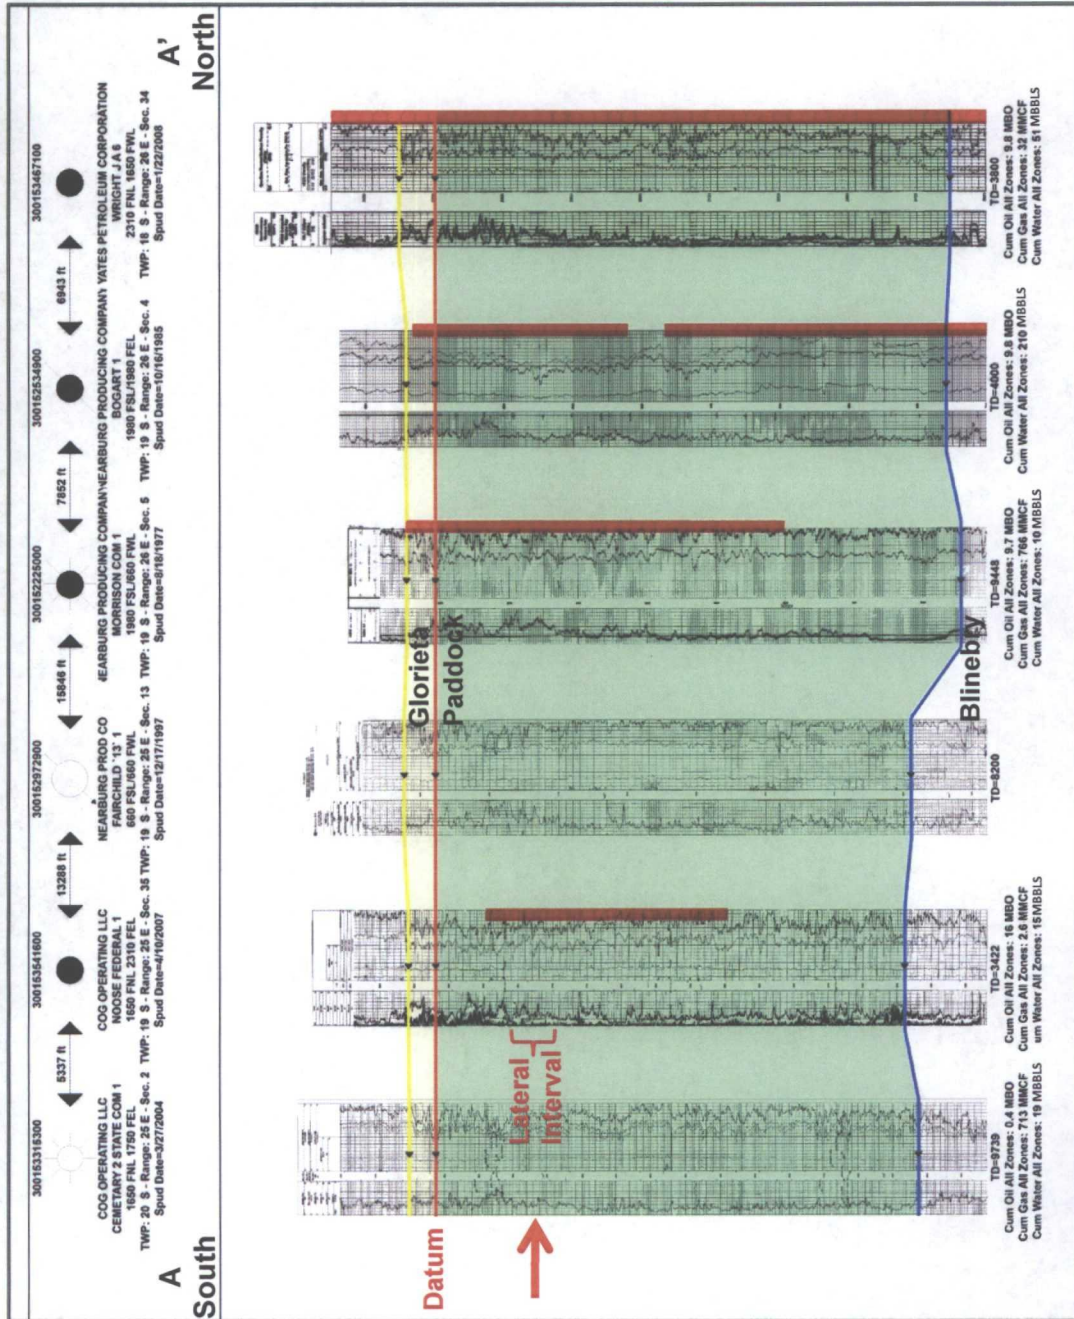 300153315300
300153541600
300152972900
300152225000
300152534900
300153467100
5337 ft
13288 ft
15846 ft
7852 ft
6943 ft
COG OPERATING LLC
CEMETARY 2 STATE COM 1
1650 FNL 1750 FEL
TWP: 20 S - Range: 25 E - Sec. 2
Spud Date=3/27/2004
COG OPERATING LLC
NOOSE FEDERAL 1
1650 FNL 2310 FEL
TWP: 19 S - Range: 25 E - Sec. 35
Spud Date=4/10/2007
NEARBURG PROD CO
FAIRCHILD '13' 1
660 FSL/660 FWL
TWP: 19 S - Range: 25 E - Sec. 13
Spud Date=12/17/1997
NEARBURG PRODUCING COMPANY
MORRISON COM 1
1980 FSL/660 FWL
TWP: 19 S - Range: 26 E - Sec. 5
Spud Date=8/18/1977
NEARBURG PRODUCING COMPANY
BOGART 1
1980 FSL/1980 FEL
TWP: 19 S - Range: 26 E - Sec. 4
Spud Date=10/16/1985
YATES PETROLEUM CORPORATION
WRIGHT J A 6
2310 FNL 1650 FWL
TWP: 18 S - Range: 26 E - Sec. 34
Spud Date=1/22/2008
A
South
A'
North
Datum
Glorieta
Paddock
Lateral
Interval
Blinebry
TD=9739
Cum Oil All Zones: 0.4 MBO
Cum Gas All Zones: 713 MMCF
Cum Water All Zones: 19 MBBLS
TD=3422
Cum Oil All Zones: 16 MBO
Cum Gas All Zones: 2.6 MMCF
um Water All Zones: 15 MBBLS
TD=8200
TD=9448
Cum Oil All Zones: 9.7 MBO
Cum Gas All Zones: 766 MMCF
Cum Water All Zones: 10 MBBLS
TD=4000
Cum Oil All Zones: 9.8 MBO
Cum Water All Zones: 210 MBBLS
TD=3800
Cum Oil All Zones: 9.8 MBO
Cum Gas All Zones: 32 MMCF
Cum Water All Zones: 51 MBBLS